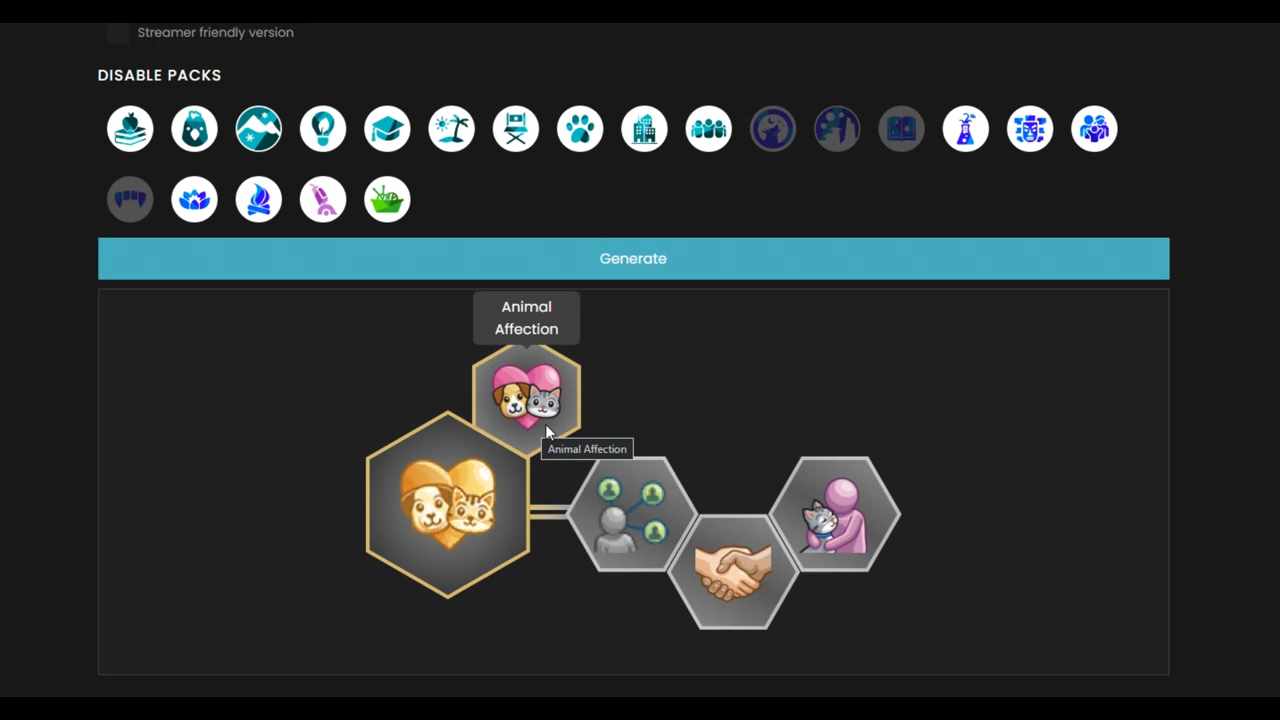 Streamer friendly version
DISABLE PACKS
Generate
Animal
Affection
Animal Affection